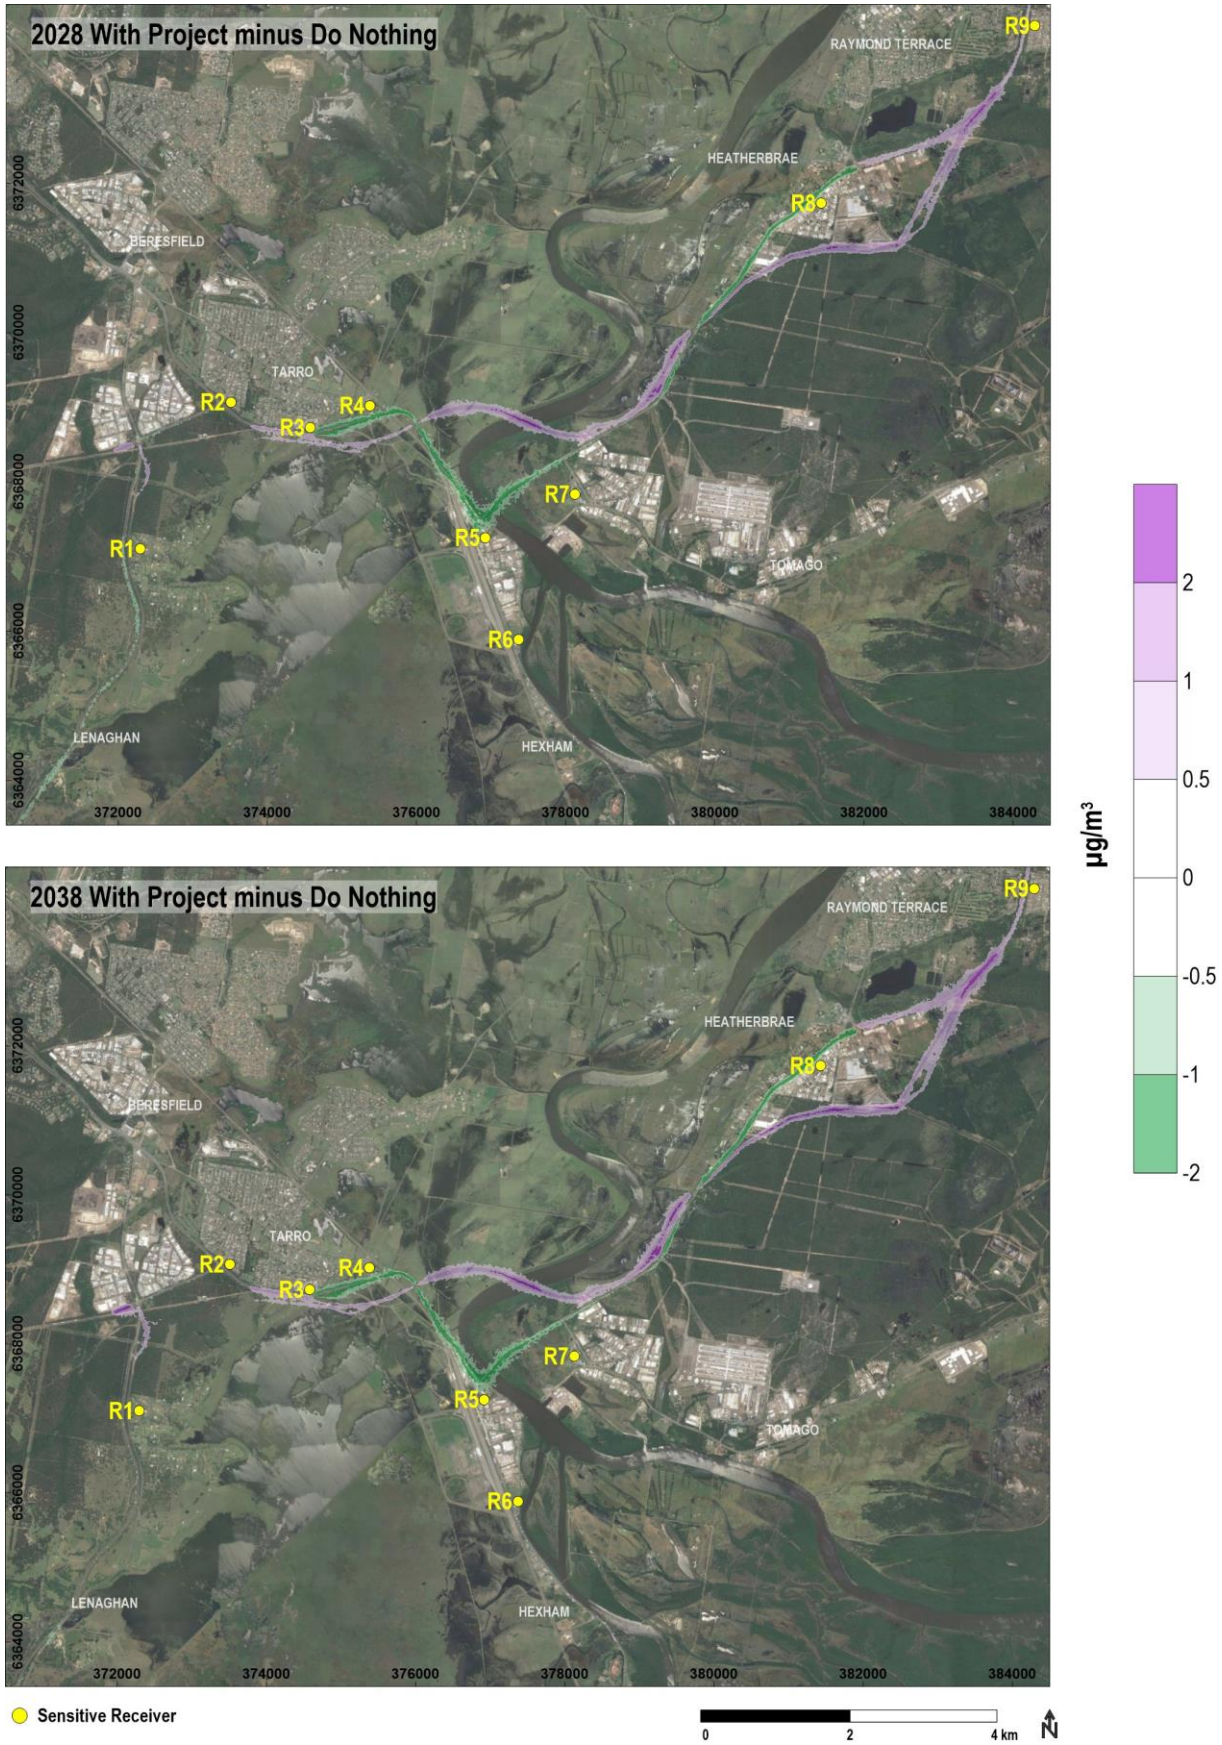 2028 With Project minus Do Nothing
R9
RAYMOND TERRACE
HEATHERBRAE
6372000
R8
BERESFIELD
6370000
TARRO
R2
R4
R3
6368000
R7
R5
R1
TOMAGO
6366000
R6
LENAGHAN
HEXHAM
6364000
372000 374000 376000 378000 380000 382000 384000
2
1
0.5
µg/m³
0
-0.5
-1
-2
2038 With Project minus Do Nothing
R9
RAYMOND TERRACE
HEATHERBRAE
6372000
R8
BERESFIELD
6370000
TARRO
R2
R4
R3
6368000
R7
R5
R1
TOMAGO
6366000
R6
LENAGHAN
HEXHAM
6364000
372000 374000 376000 378000 380000 382000 384000
Sensitive Receiver
0 2 4 km
N